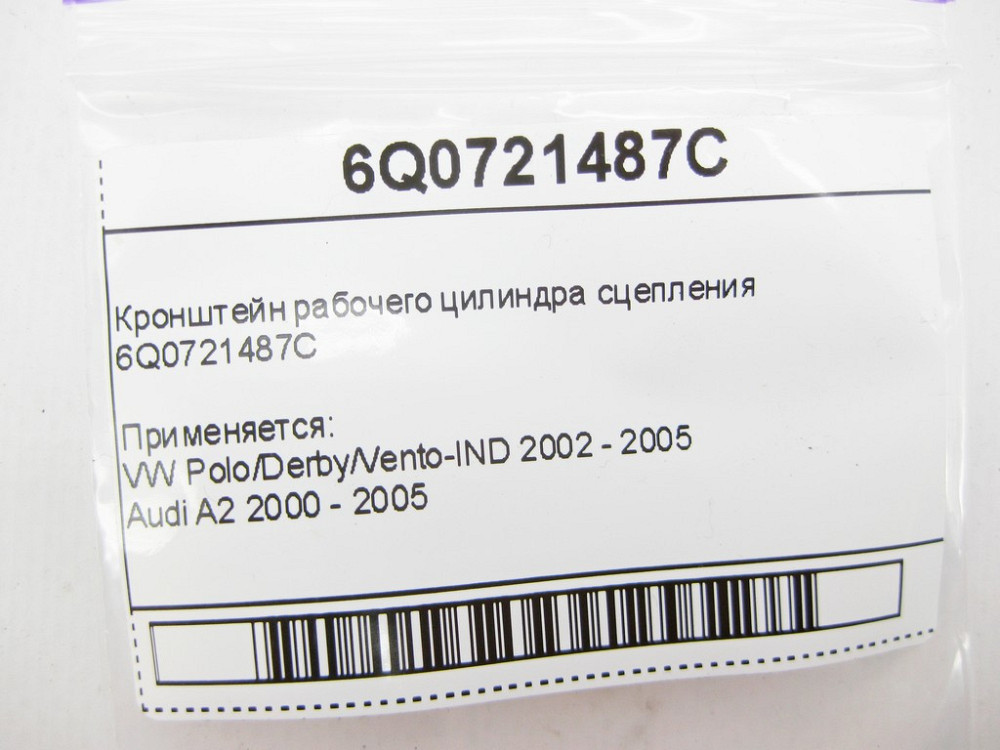 6Q0721487C
Кронштейн рабочего цилиндра сцепления
6Q0721487C
Применяется:
VW Polo/Derby/Vento-IND 2002 - 2005
Audi A2 2000 - 2005